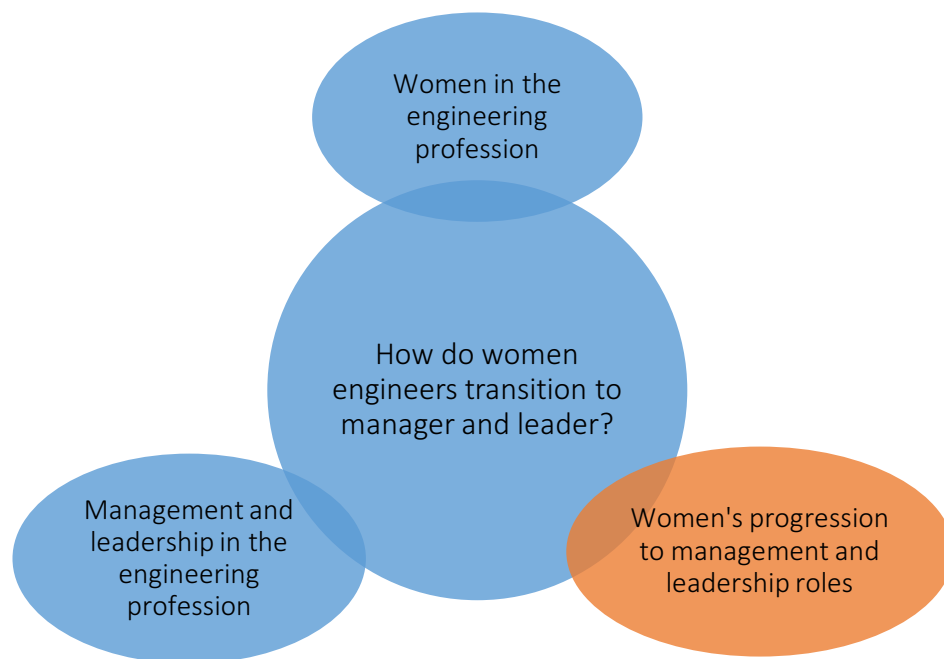 Women in the
engineering
profession
How do women
engineers transition to
manager and leader?
Management and
leadership in the
engineering
profession
Women's progression
to management and
leadership roles